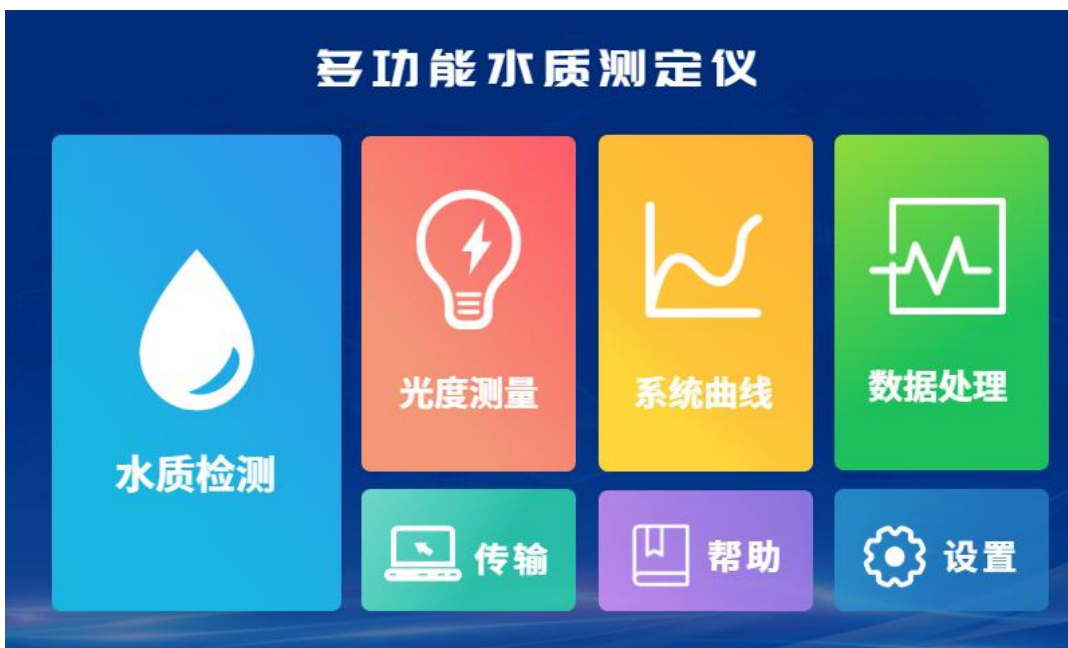 多功能水质测定仪
水质检测
光度测量
系统曲线
数据处理
传输
帮助
设置